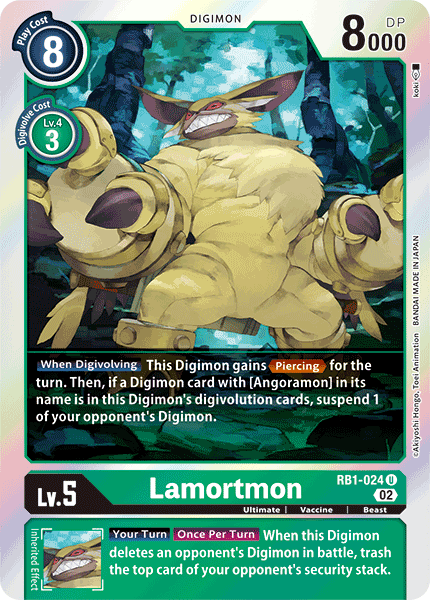 DIGIMON
Play Cost
8
8000 DP
Digivolve Cost
Lv.4
3
koki
©Akiyoshi Hongo, Toei Animation BANDAI MADE IN JAPAN
When Digivolving This Digimon gains Piercing for the
turn. Then, if a Digimon card with [Angoramon] in its
name is in this Digimon's digivolution cards, suspend 1
of your opponent's Digimon.
Lv.5
Lamortmon
RB1-024 U
02
Ultimate | Vaccine | Beast
Inherited Effect
Your Turn Once Per Turn When this Digimon
deletes an opponent's Digimon in battle, trash
the top card of your opponent's security stack.